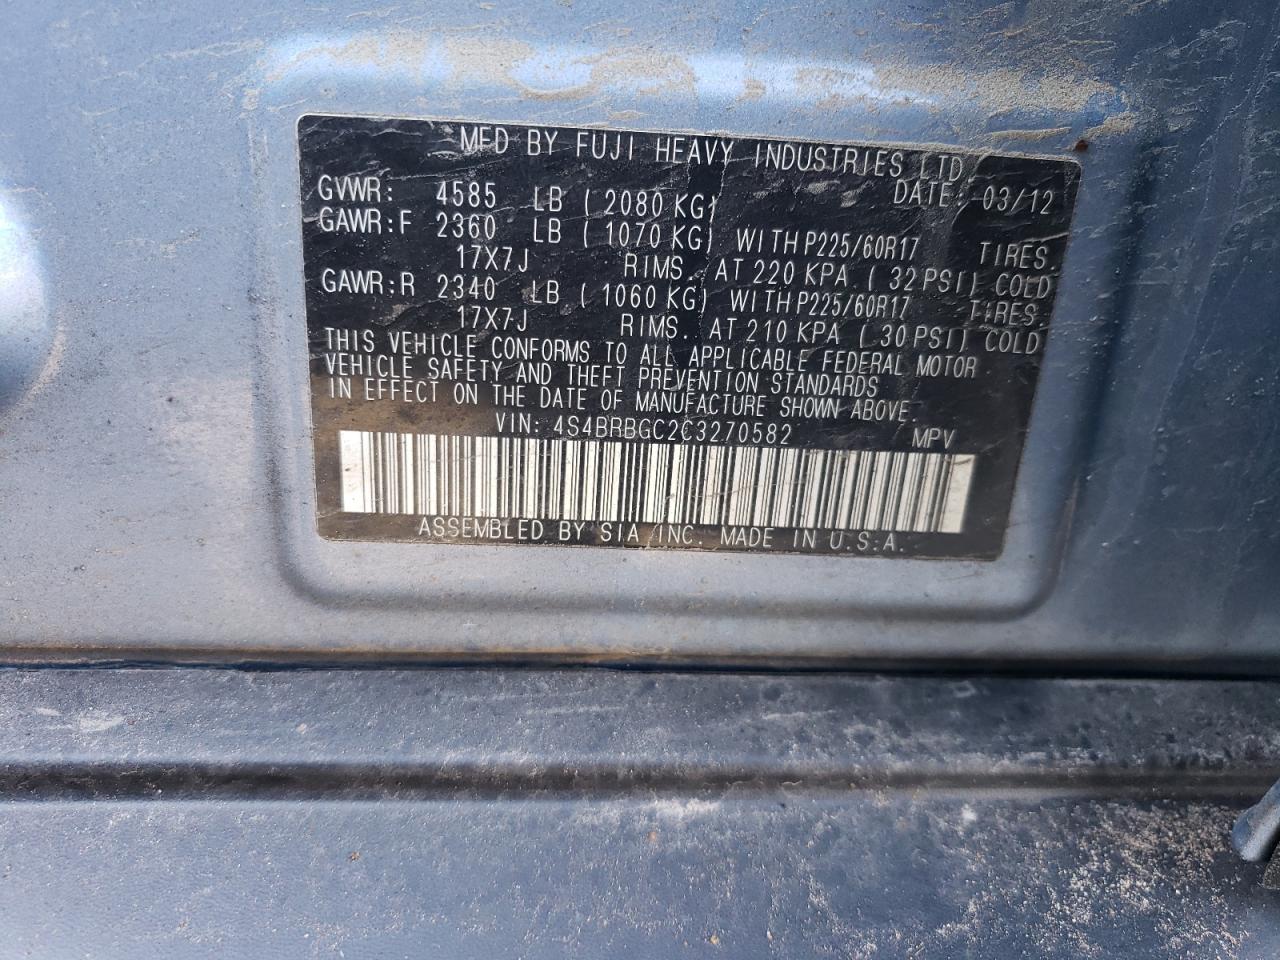 MFD BY FUJI HEAVY INDUSTRIES LTD
DATE: 03/12
GVWR: 4585 LB ( 2080 KG)
GAWR:F 2360 LB ( 1070 KG) WITH P225/60R17 TIRES.
17X7J RIMS. AT 220 KPA. ( 32 PSI) COLD
GAWR:R 2340 LB ( 1060 KG) WITH P225/60R17 TIRES.
17X7J RIMS. AT 210 KPA ( 30 PSI) COLD
THIS VEHICLE CONFORMS TO ALL APPLICABLE FEDERAL MOTOR
VEHICLE SAFETY AND THEFT PREVENTION STANDARDS
IN EFFECT ON THE DATE OF MANUFACTURE SHOWN ABOVE.
VIN: 4S4BRBGC2C3270582 MPV
ASSEMBLED BY SIA INC. MADE IN U.S.A.